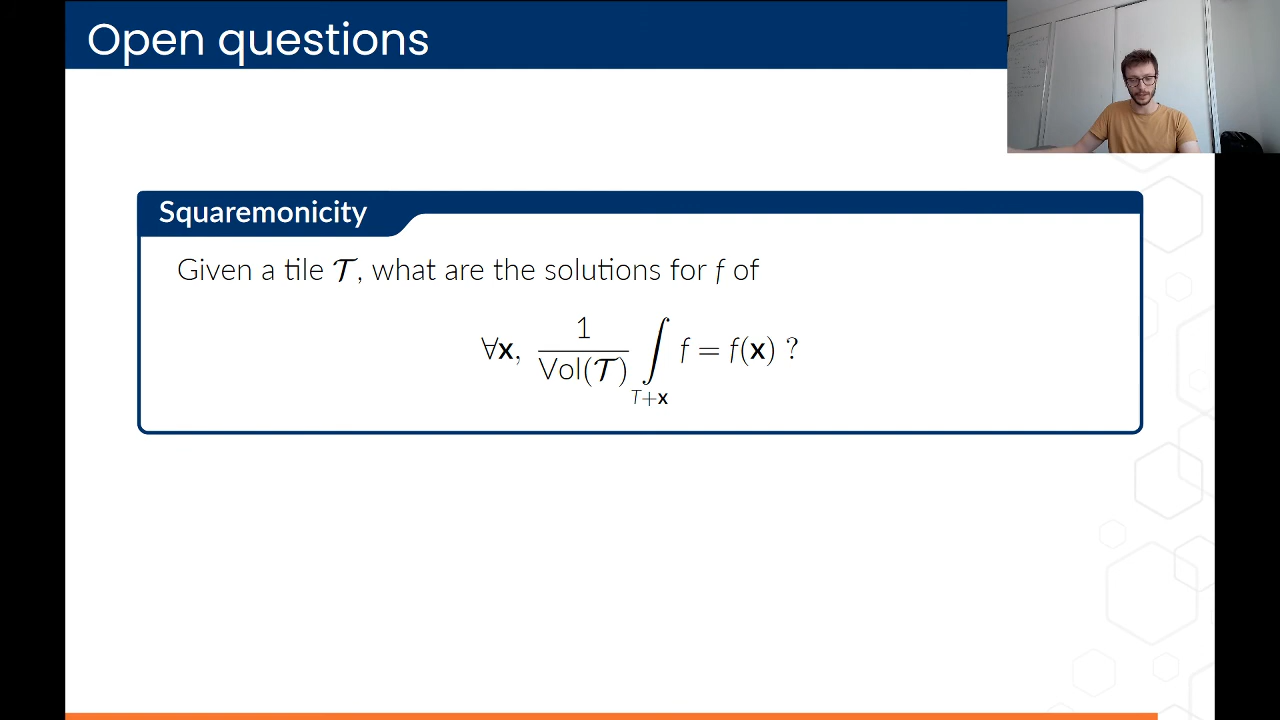 Open questions
Squaremonicity
Given a tile 𝒯, what are the solutions for f of
∀x, 1/Vol(𝒯) ∫_{T+x} f = f(x) ?